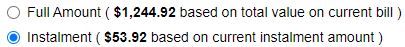 Full Amount ( $1,244.92 based on total value on current bill )
Instalment ( $53.92 based on current instalment amount )